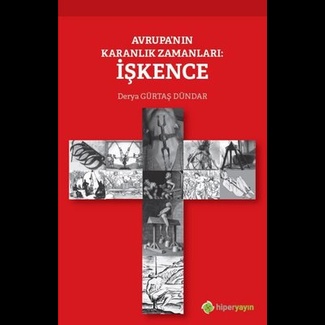 AVRUPA'NIN
KARANLIK ZAMANLARI:
İŞKENCE
Derya GÜRTAŞ DÜNDAR
hiperyayın